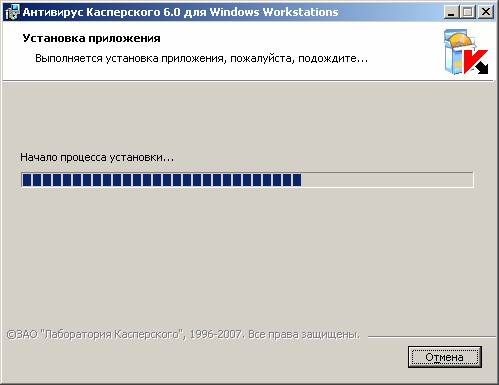 Антивирус Касперского 6.0 для Windows Workstations
Установка приложения
Выполняется установка приложения, пожалуйста, подождите...
Начало процесса установки...
©ЗАО "Лаборатория Касперского", 1996-2007. Все права защищены.
Отмена